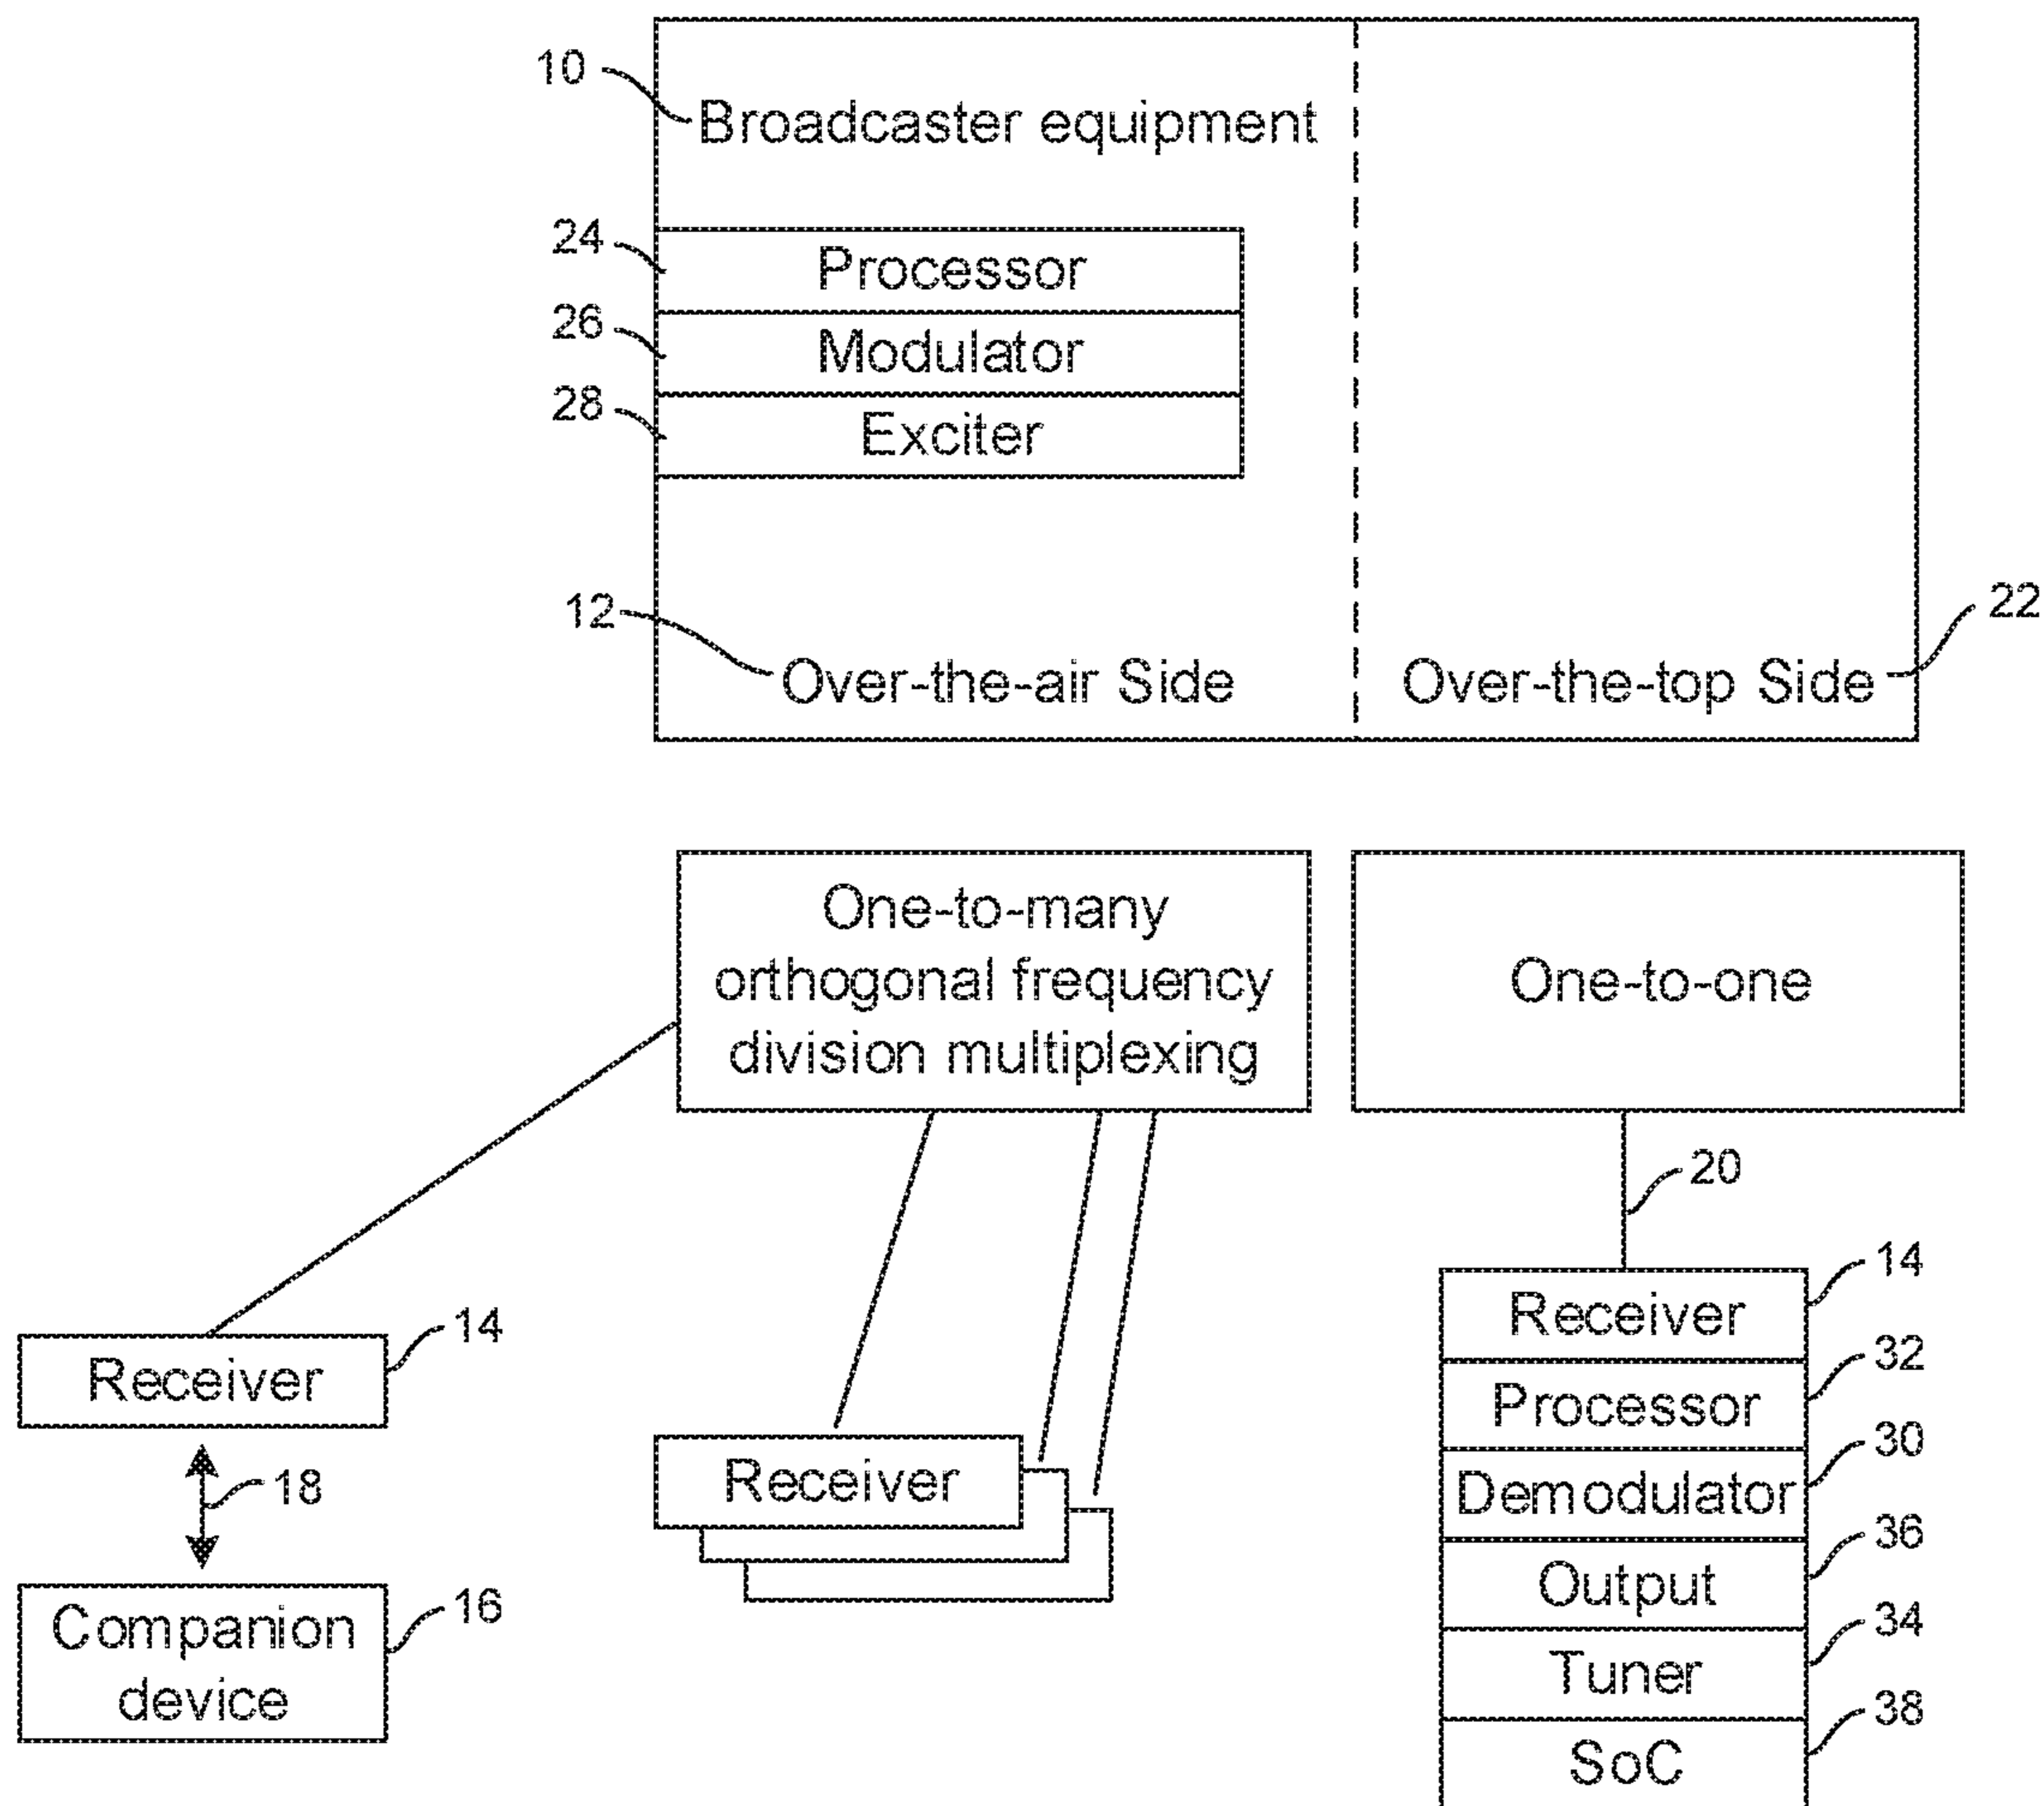 10
Broadcaster equipment
24
Processor
26
Modulator
28
Exciter
12
Over-the-air Side
Over-the-top Side
22
One-to-many
orthogonal frequency
division multiplexing
One-to-one
20
Receiver
14
18
Companion
device
16
Receiver
Receiver
14
Processor
32
Demodulator
30
Output
36
Tuner
34
SoC
38